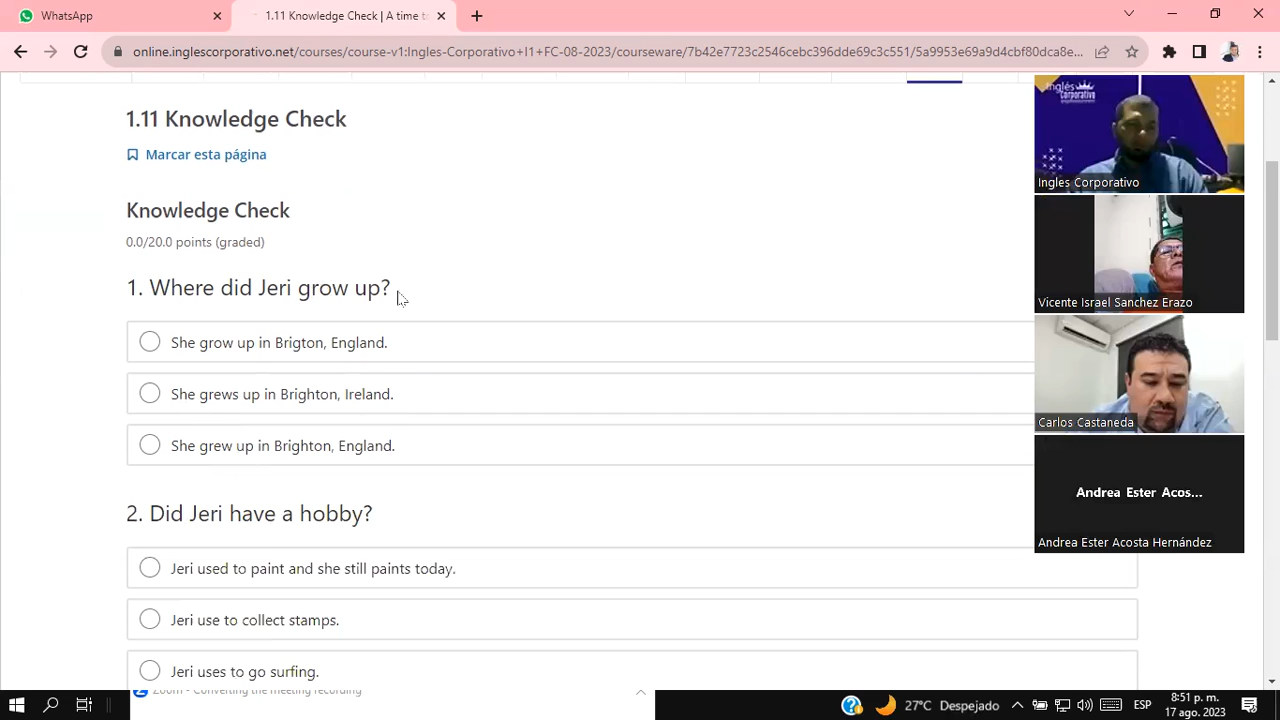 WhatsApp
1.11 Knowledge Check | A time to
online.inglescorporativo.net/courses/course-v1:Ingles-Corporativo+I1+FC-08-2023/courseware/7b42e7723c2546cebc396dde69c3c551/5a9953e69a9d4cbf80dca8e...
1.11 Knowledge Check
Marcar esta página
Knowledge Check
0.0/20.0 points (graded)
1. Where did Jeri grow up?
She grow up in Brigton, England.
She grews up in Brighton, Ireland.
She grew up in Brighton, England.
2. Did Jeri have a hobby?
Jeri used to paint and she still paints today.
Jeri use to collect stamps.
Jeri uses to go surfing.
Inglés
Corporativo
Ingles Corporativo
Vicente Israel Sanchez Erazo
Carlos Castaneda
Andrea Ester Acos...
Andrea Ester Acosta Hernández
Zoom - Converting the meeting recording
27°C Despejado
ESP
8:51 p. m.
17 ago. 2023